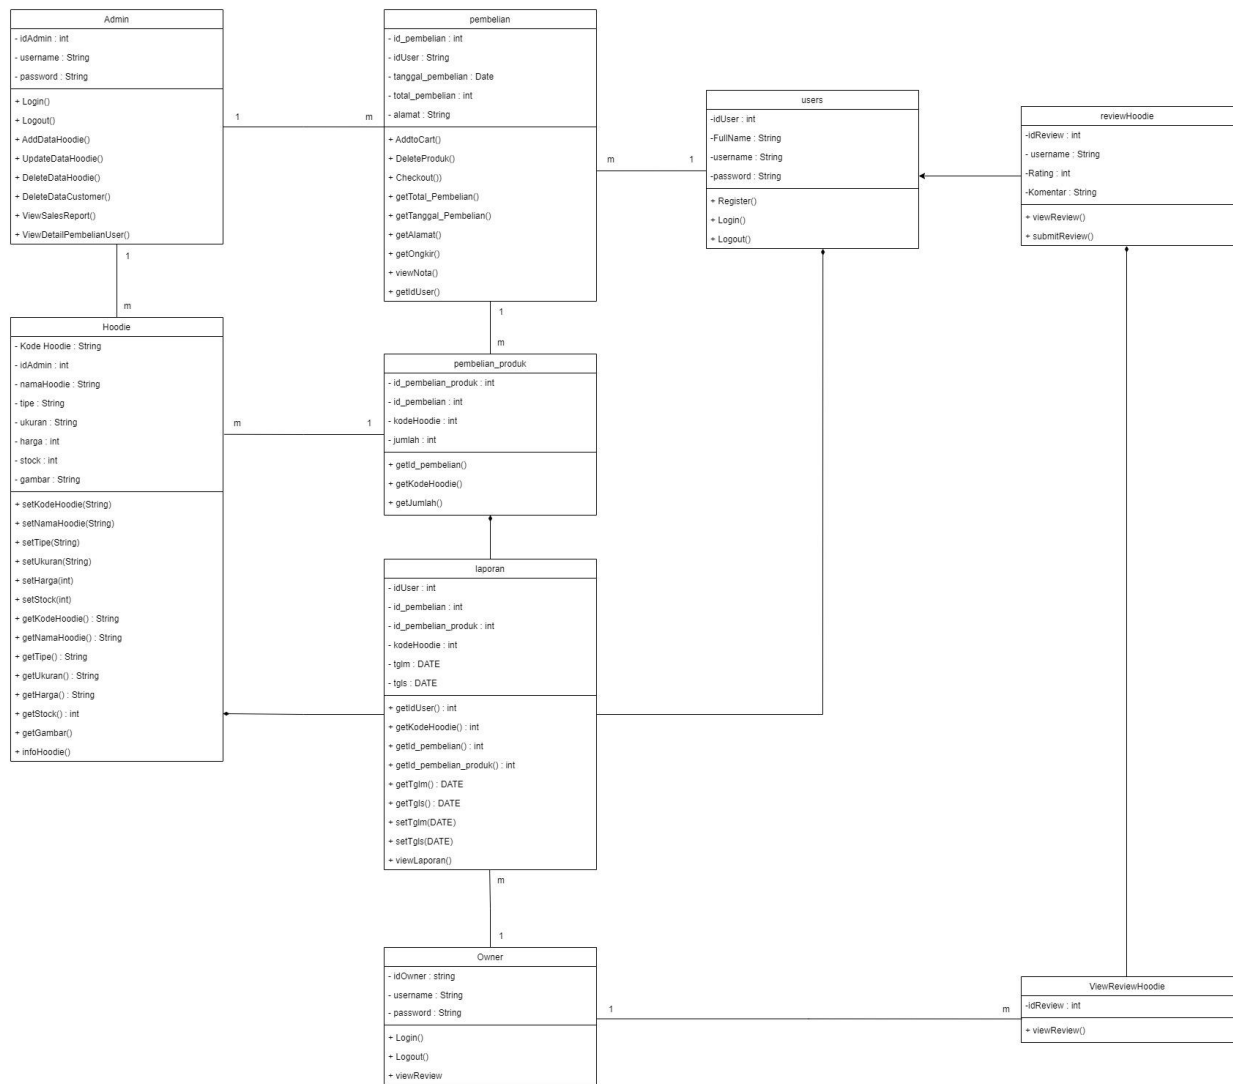 Admin
- idAdmin : int
- username : String
- password : String
+ Login()
+ Logout()
+ AddDataHoodie()
+ UpdateDataHoodie()
+ DeleteDataHoodie()
+ DeleteDataCustomer()
+ ViewSalesReport()
+ ViewDetailPembelianUser()
1
m
pembelian
- id_pembelian : int
- idUser : String
- tanggal_pembelian : Date
- total_pembelian : int
- alamat : String
+ AddtoCart()
+ DeleteProduk()
+ Checkout())
+ getTotal_Pembelian()
+ getTanggal_Pembelian()
+ getAlamat()
+ getOngkir()
+ viewNota()
+ getIdUser()
m
1
users
-idUser : int
-FullName : String
-username : String
-password : String
+ Register()
+ Login()
+ Logout()
reviewHoodie
-idReview : int
- username : String
-Rating : int
-Komentar : String
+ viewReview()
+ submitReview()
1
m
1
m
Hoodie
- Kode Hoodie : String
- idAdmin : int
- namaHoodie : String
- tipe : String
- ukuran : String
- harga : int
- stock : int
- gambar : String
+ setKodeHoodie(String)
+ setNamaHoodie(String)
+ setTipe(String)
+ setUkuran(String)
+ setHarga(int)
+ setStock(int)
+ getKodeHoodie() : String
+ getNamaHoodie() : String
+ getTipe() : String
+ getUkuran() : String
+ getHarga() : String
+ getStock() : int
+ getGambar()
+ infoHoodie()
m
1
pembelian_produk
- id_pembelian_produk : int
- id_pembelian : int
- kodeHoodie : int
- jumlah : int
+ getId_pembelian()
+ getKodeHoodie()
+ getJumlah()
laporan
- idUser : int
- id_pembelian : int
- id_pembelian_produk : int
- kodeHoodie : int
- tglm : DATE
- tgls : DATE
+ getIdUser() : int
+ getKodeHoodie() : int
+ getId_pembelian() : int
+ getId_pembelian_produk() : int
+ getTglm() : DATE
+ getTgls() : DATE
+ setTglm(DATE)
+ setTgls(DATE)
+ viewLaporan()
m
1
Owner
- idOwner : string
- username : String
- password : String
+ Login()
+ Logout()
+ viewReview
1
m
ViewReviewHoodie
-idReview : int
+ viewReview()